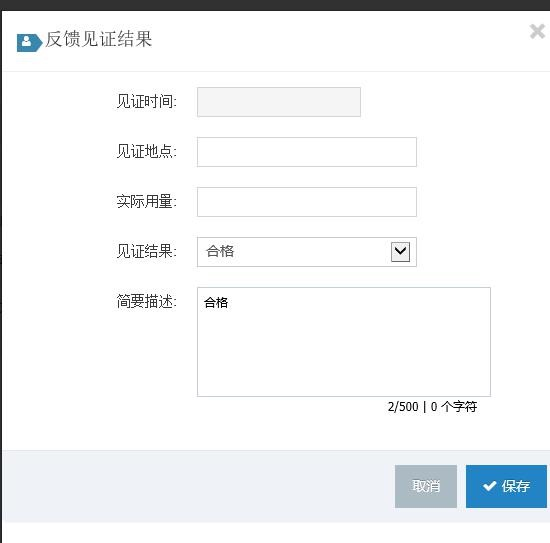 反馈见证结果
见证时间:
见证地点:
实际用量:
见证结果: 合格
简要描述: 合格
2/500 | 0 个字符
取消 保存